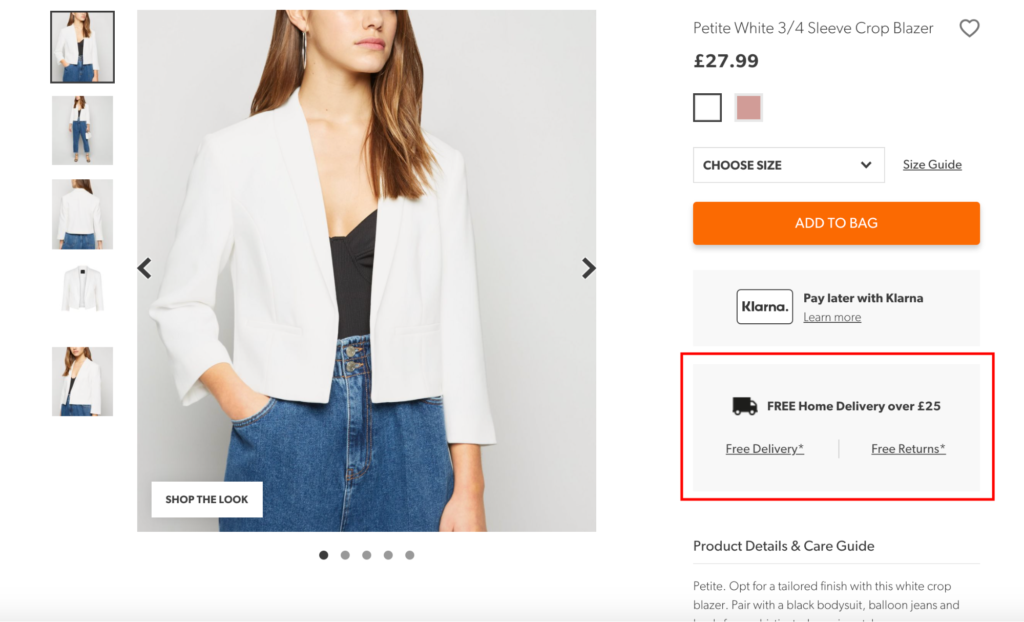 Petite White 3/4 Sleeve Crop Blazer
£27.99
CHOOSE SIZE
Size Guide
ADD TO BAG
Klarna.
Pay later with Klarna
Learn more
FREE Home Delivery over £25
Free Delivery*
Free Returns*
SHOP THE LOOK
Product Details & Care Guide
Petite. Opt for a tailored finish with this white crop
blazer. Pair with a black bodysuit, balloon jeans and